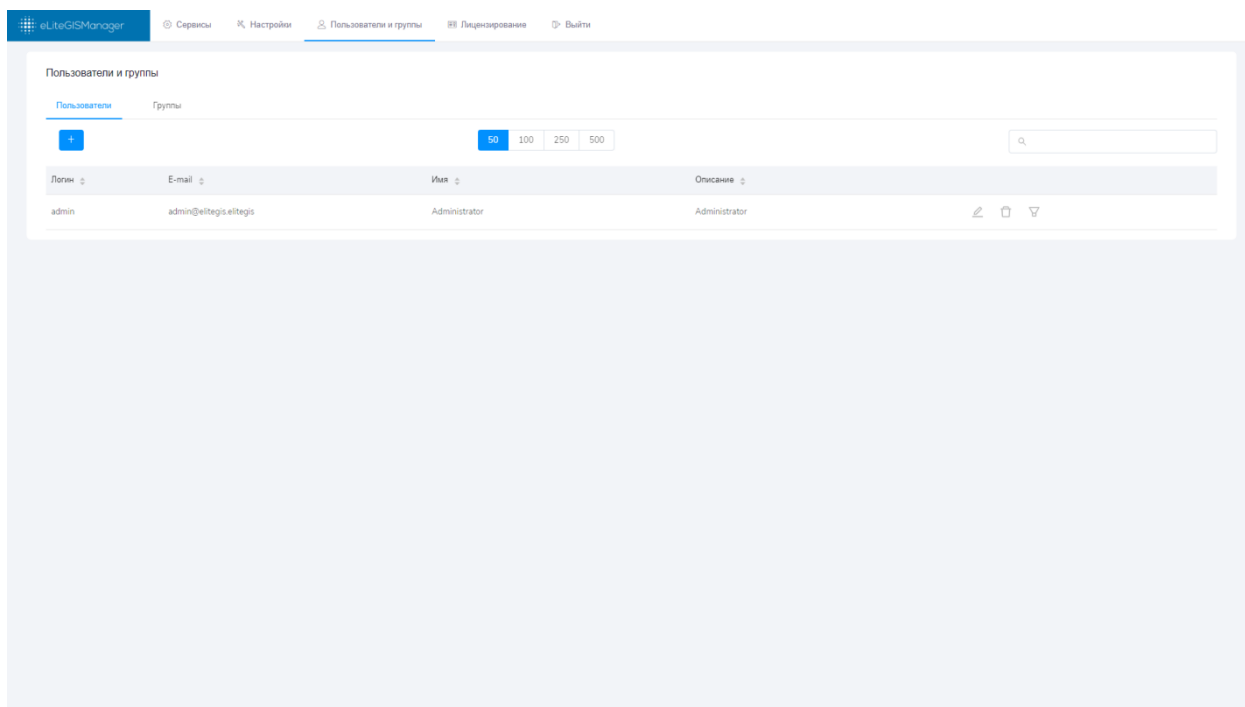 eLiteGISManager Сервисы Настройки Пользователи и группы Лицензирование Выйти
Пользователи и группы
Пользователи Группы
+ 50 100 250 500
Логин E-mail Имя Описание
admin admin@elitegis.elitegis Administrator Administrator